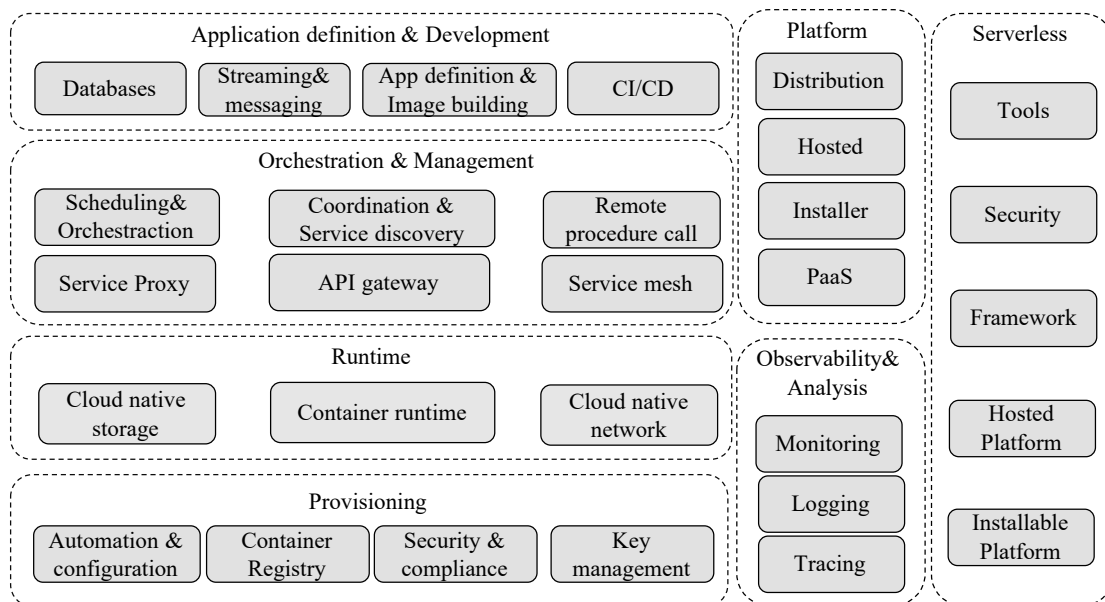 Application definition & Development
Databases
Streaming&
messaging
App definition &
Image building
CI/CD
Orchestration & Management
Scheduling&
Orchestraction
Coordination &
Service discovery
Remote
procedure call
Service Proxy
API gateway
Service mesh
Runtime
Cloud native
storage
Container runtime
Cloud native
network
Provisioning
Automation &
configuration
Container
Registry
Security &
compliance
Key
management
Platform
Distribution
Hosted
Installer
PaaS
Observability&
Analysis
Monitoring
Logging
Tracing
Serverless
Tools
Security
Framework
Hosted
Platform
Installable
Platform